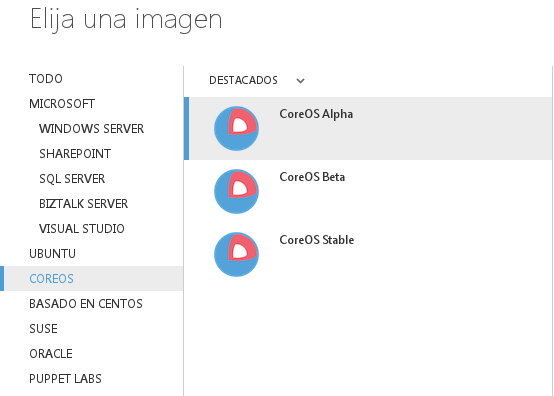 Elija una imagen
TODO
MICROSOFT
WINDOWS SERVER
SHAREPOINT
SQL SERVER
BIZTALK SERVER
VISUAL STUDIO
UBUNTU
COREOS
BASADO EN CENTOS
SUSE
ORACLE
PUPPET LABS
DESTACADOS
CoreOS Alpha
CoreOS Beta
CoreOS Stable